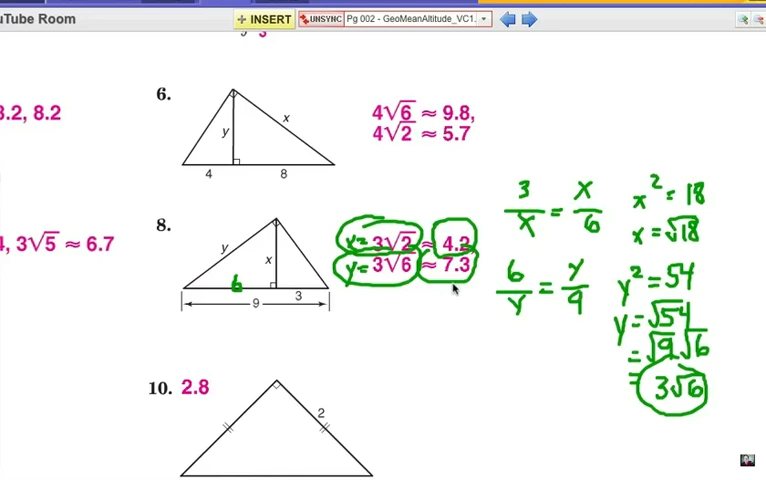 uTube Room
INSERT
UNSYNC
Pg 002 - GeoMeanAltitude_VC1.
3
3.2, 8.2
6.
y
x
4
8
4√6 ≈ 9.8,
4√2 ≈ 5.7
4, 3√5 ≈ 6.7
8.
y
x
6
9
3
x= 3√2 ≈ 4.2,
y= 3√6 ≈ 7.3
3/x = x/6
x² = 18
x = √18
6/y = y/9
y² = 54
y = √54
= √9 √6
= 3√6
10. 2.8
2